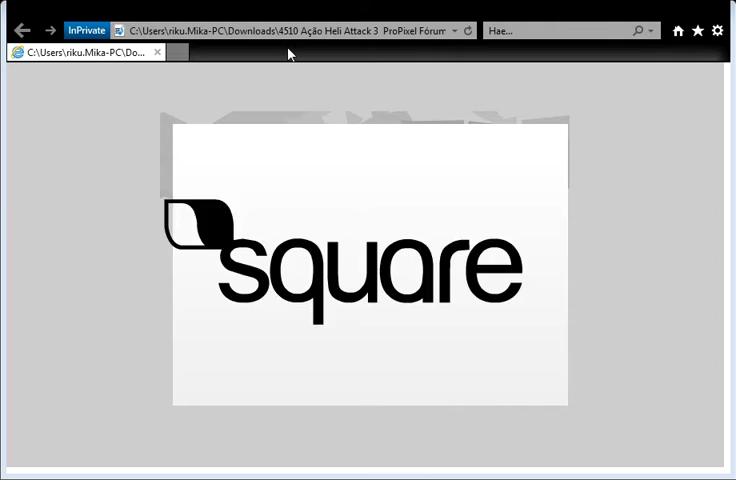 InPrivate
C:\Users\riku.Mika-PC\Downloads\4510 Ação Heli Attack 3  ProPixel Fórum
Hae...
C:\Users\riku.Mika-PC\Do...
square